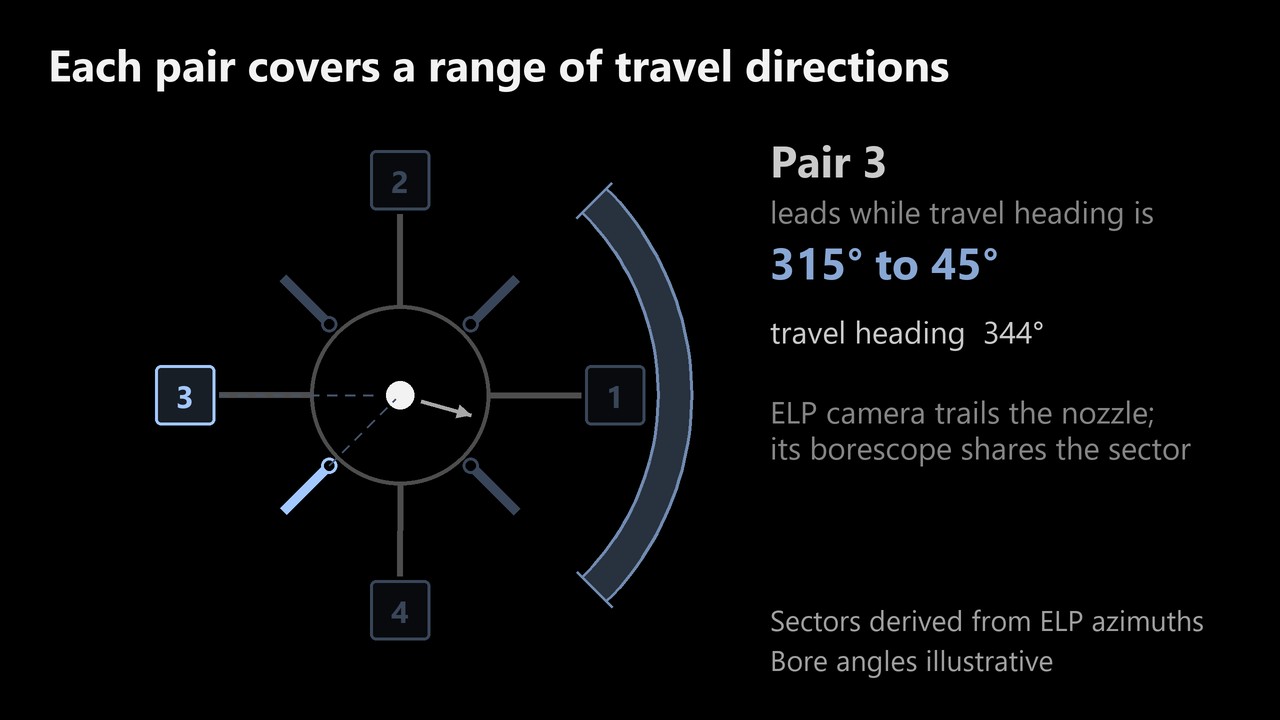 Each pair covers a range of travel directions
2
3
1
4
Pair 3
leads while travel heading is
315° to 45°
travel heading 344°
ELP camera trails the nozzle;
its borescope shares the sector
Sectors derived from ELP azimuths
Bore angles illustrative